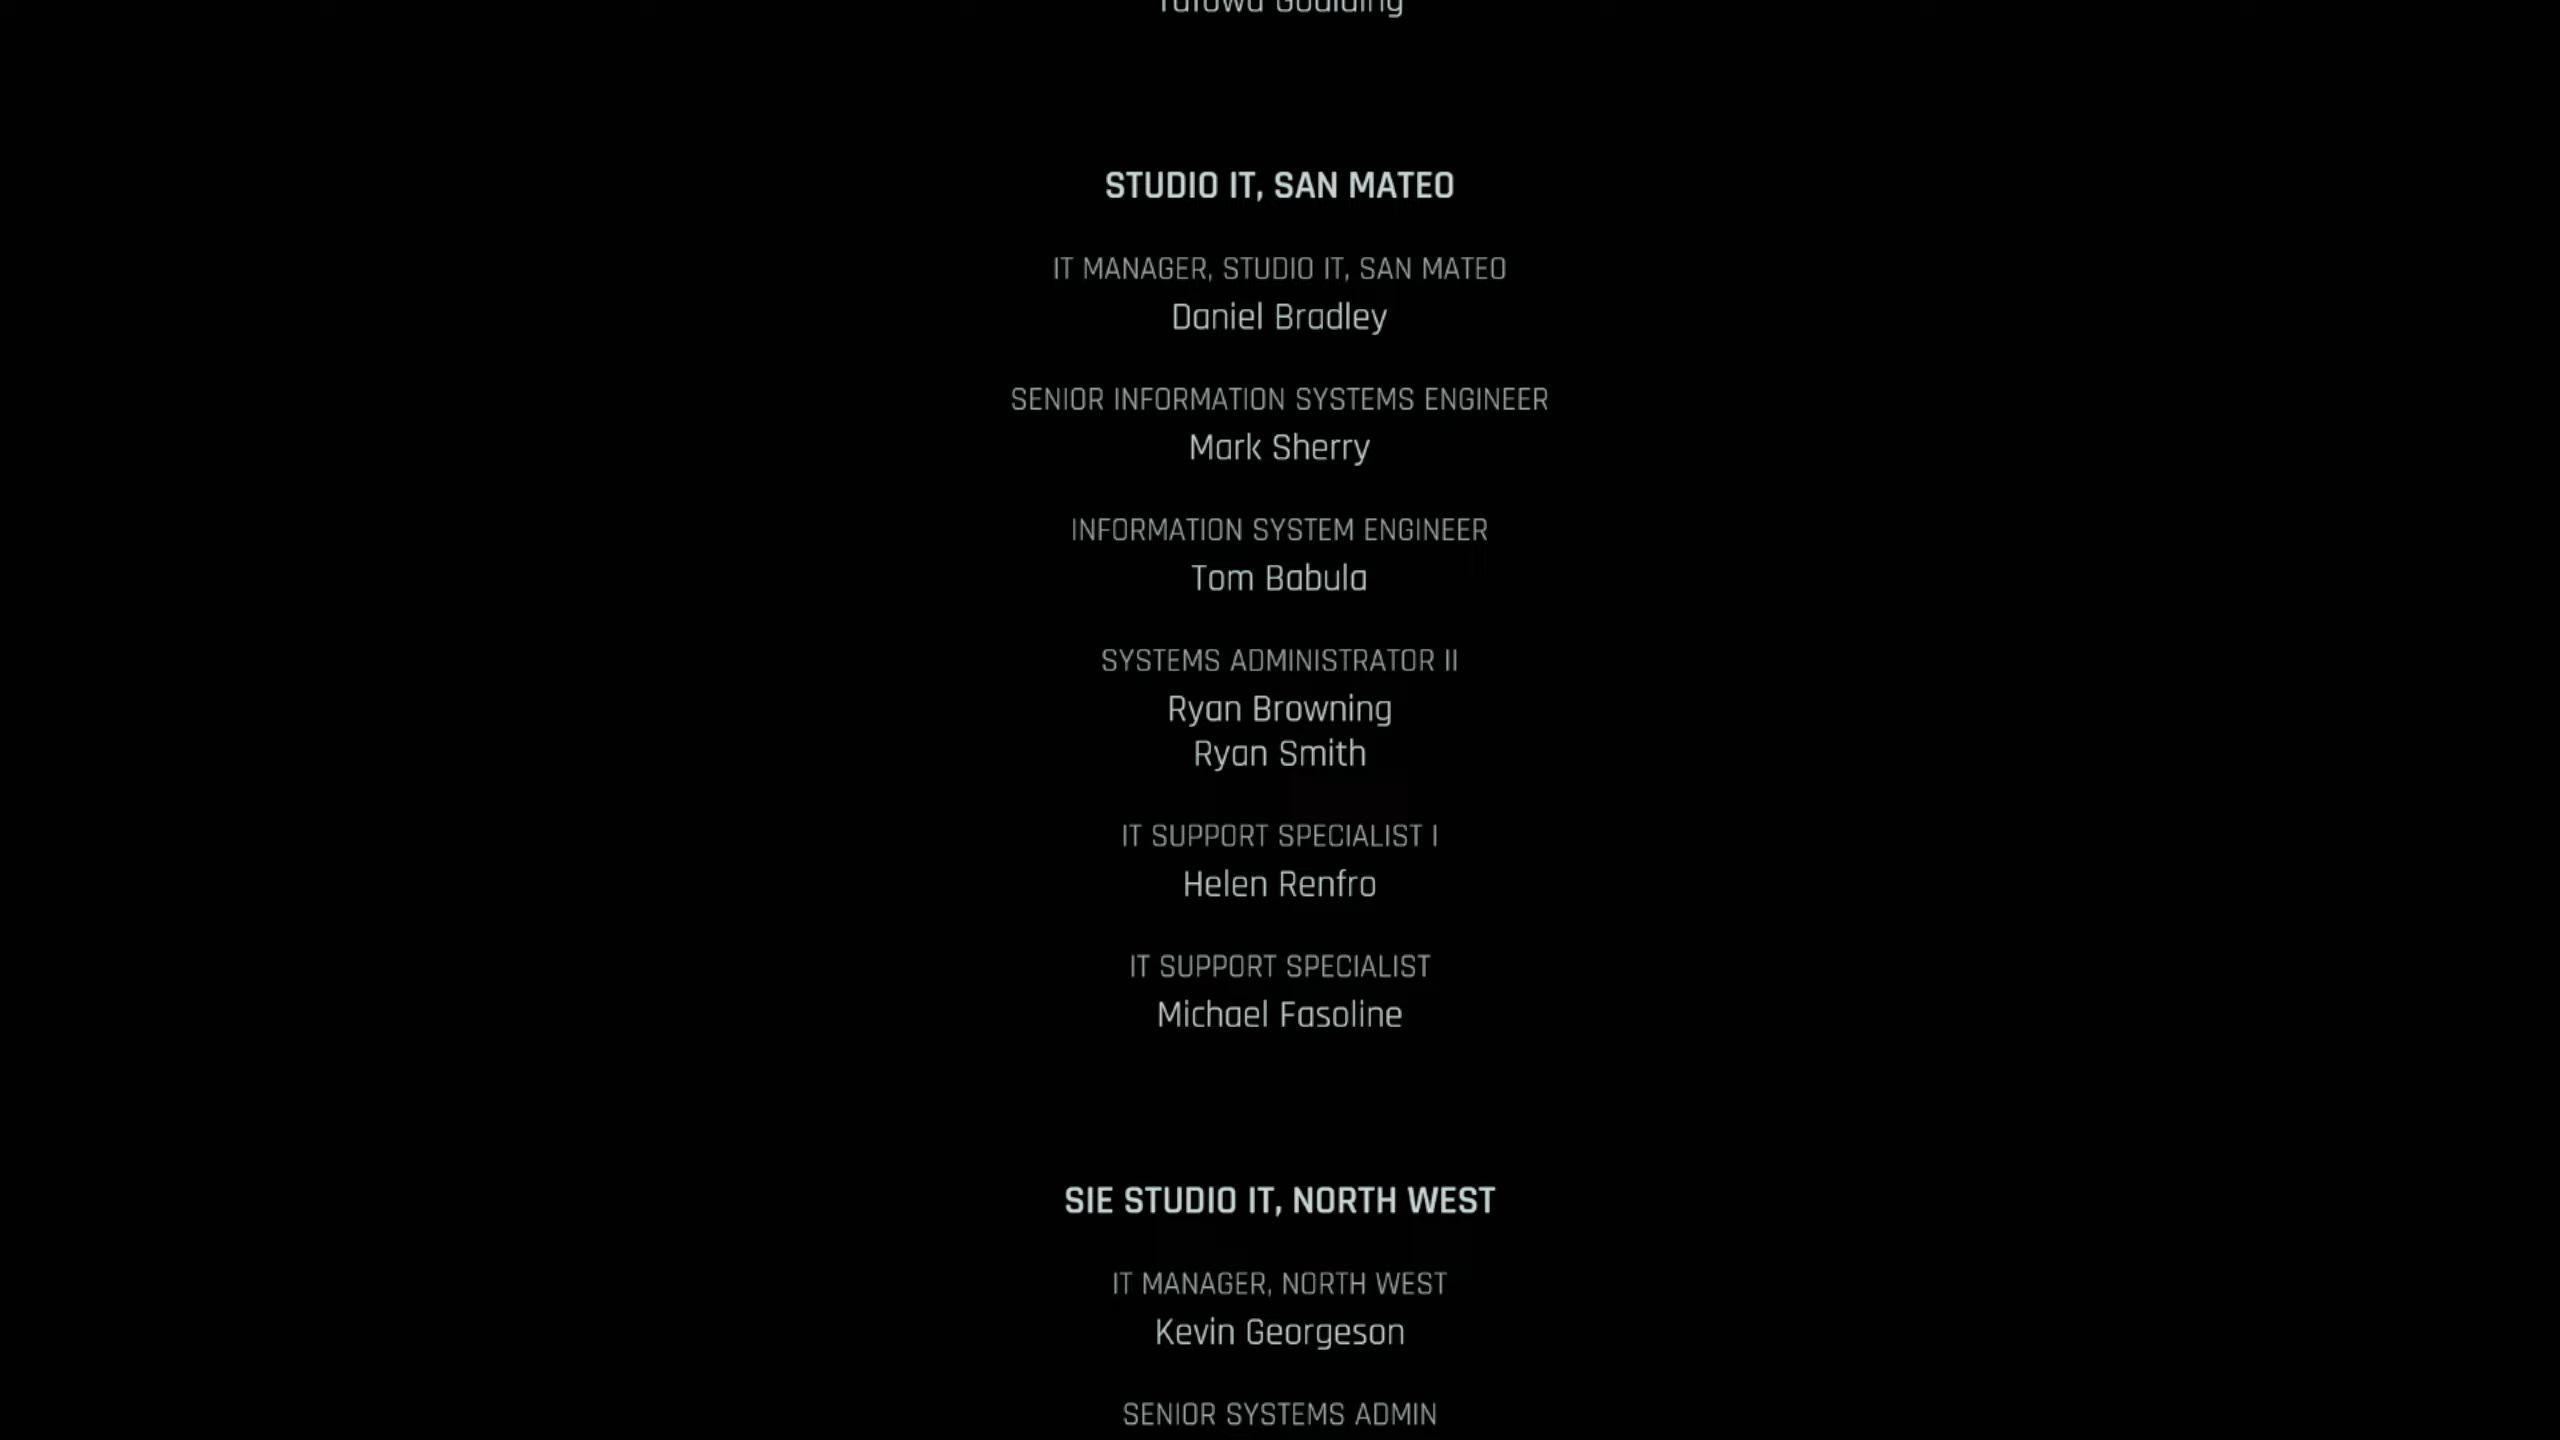 Goulding
STUDIO IT, SAN MATEO
IT MANAGER, STUDIO IT, SAN MATEO
Daniel Bradley
SENIOR INFORMATION SYSTEMS ENGINEER
Mark Sherry
INFORMATION SYSTEM ENGINEER
Tom Babula
SYSTEMS ADMINISTRATOR II
Ryan Browning
Ryan Smith
IT SUPPORT SPECIALIST I
Helen Renfro
IT SUPPORT SPECIALIST
Michael Fasoline
SIE STUDIO IT, NORTH WEST
IT MANAGER, NORTH WEST
Kevin Georgeson
SENIOR SYSTEMS ADMIN